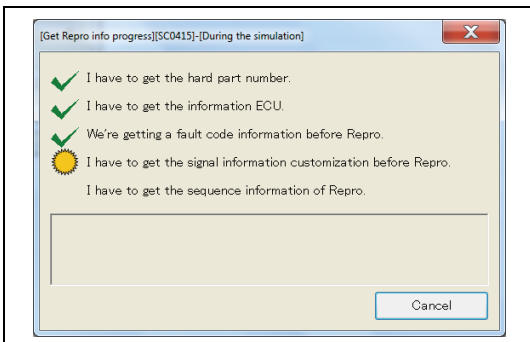 [Get Repro info progress][SC0415]-[During the simulation]
I have to get the hard part number.
I have to get the information ECU.
We're getting a fault code information before Repro.
I have to get the signal information customization before Repro.
I have to get the sequence information of Repro.
Cancel